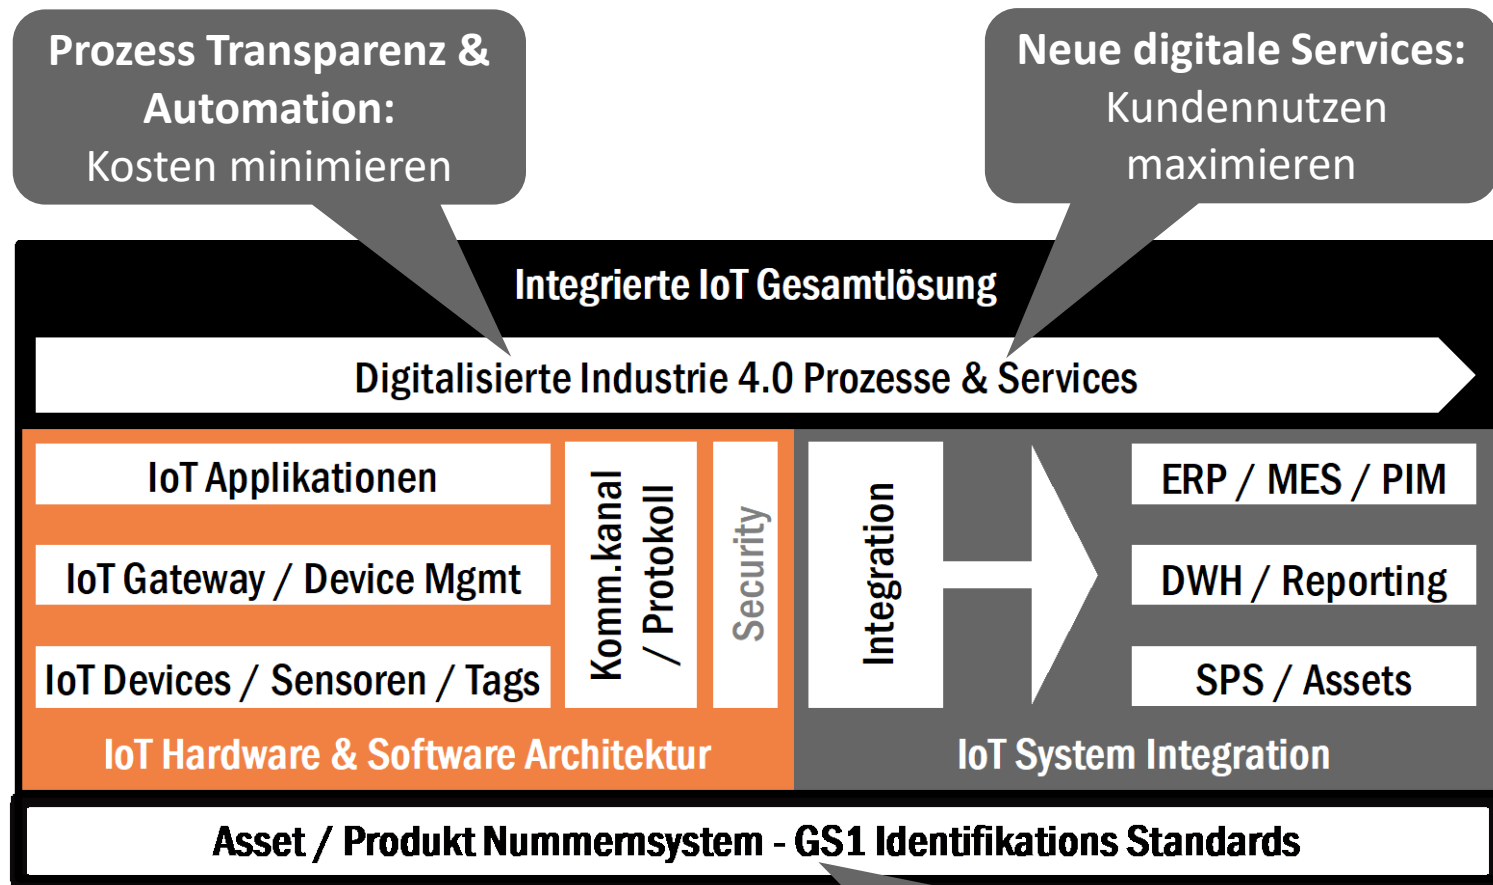 Prozess Transparenz &
Automation:
Kosten minimieren
Neue digitale Services:
Kundennutzen
maximieren
Integrierte IoT Gesamtlösung
Digitalisierte Industrie 4.0 Prozesse & Services
IoT Applikationen
IoT Gateway / Device Mgmt
IoT Devices / Sensoren / Tags
Komm.kanal
/ Protokoll
Security
IoT Hardware & Software Architektur
Integration
ERP / MES / PIM
DWH / Reporting
SPS / Assets
IoT System Integration
Asset / Produkt Nummernsystem - GS1 Identifikations Standards